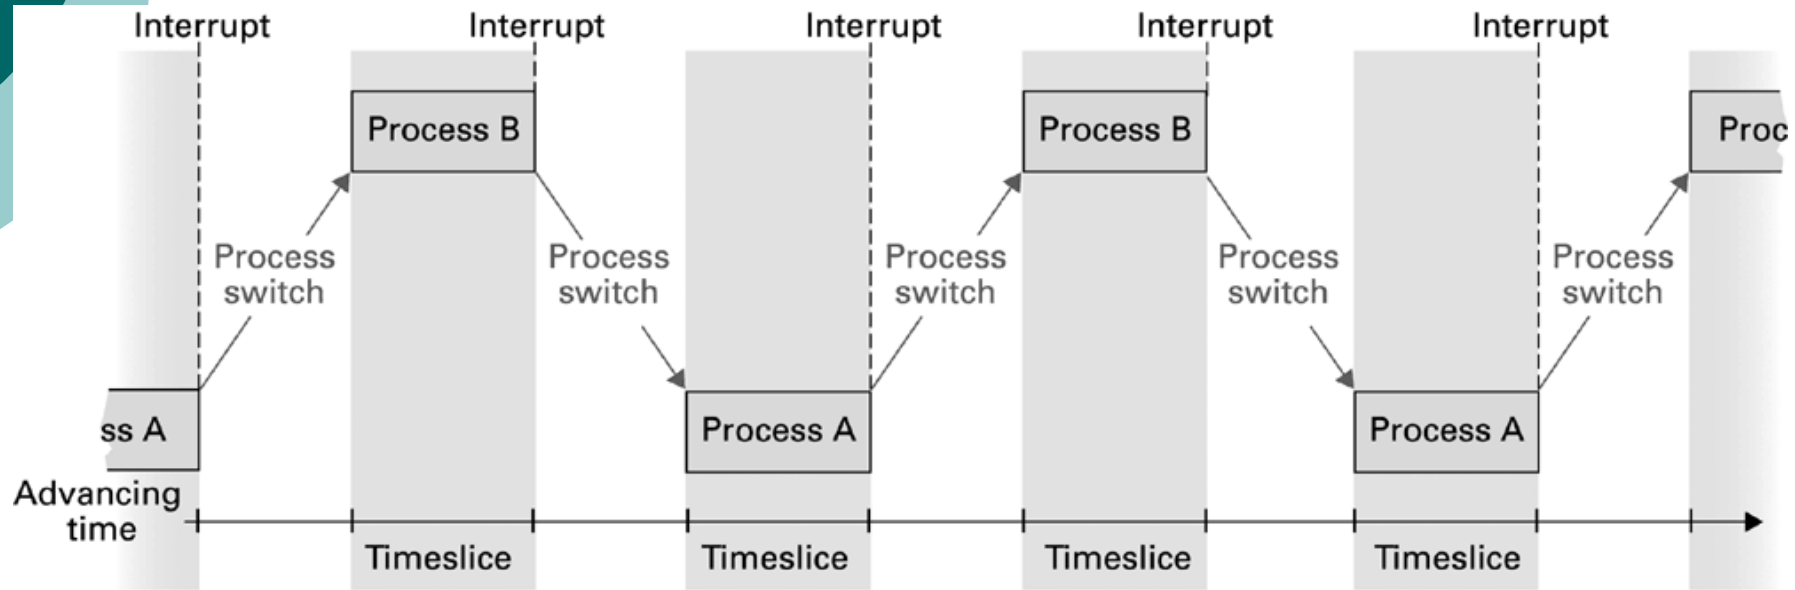 Interrupt
Interrupt
Interrupt
Interrupt
Interrupt
Process B
Process B
Proc
Process
switch
Process
switch
Process
switch
Process
switch
Process
switch
ss A
Process A
Process A
Advancing
time
Timeslice
Timeslice
Timeslice
Timeslice